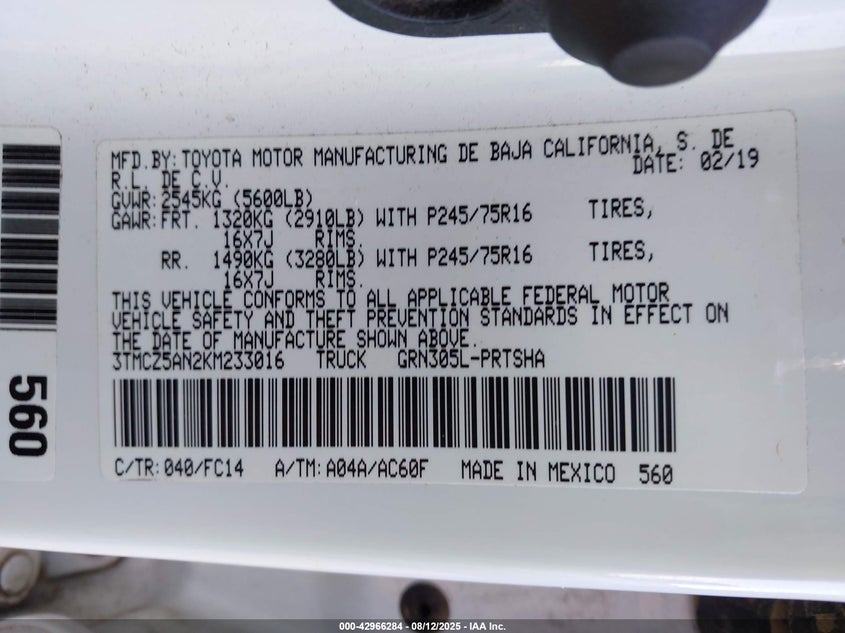 MFD.BY:TOYOTA MOTOR MANUFACTURING DE BAJA CALIFORNIA, S. DE
R.L. DE C.V. DATE: 02/19
GVWR:2545KG (5600LB)
GAWR:FRT. 1320KG (2910LB) WITH P245/75R16 TIRES,
16X7J RIMS.
RR. 1490KG (3280LB) WITH P245/75R16 TIRES,
16X7J RIMS.
THIS VEHICLE CONFORMS TO ALL APPLICABLE FEDERAL MOTOR
VEHICLE SAFETY AND THEFT PREVENTION STANDARDS IN EFFECT ON
THE DATE OF MANUFACTURE SHOWN ABOVE.
3TMCZ5AN2KM233016 TRUCK GRN305L-PRTSHA
C/TR:040/FC14 A/TM:A04A/AC60F MADE IN MEXICO 560
560
000-42966284 - 08/12/2025 - IAA Inc.